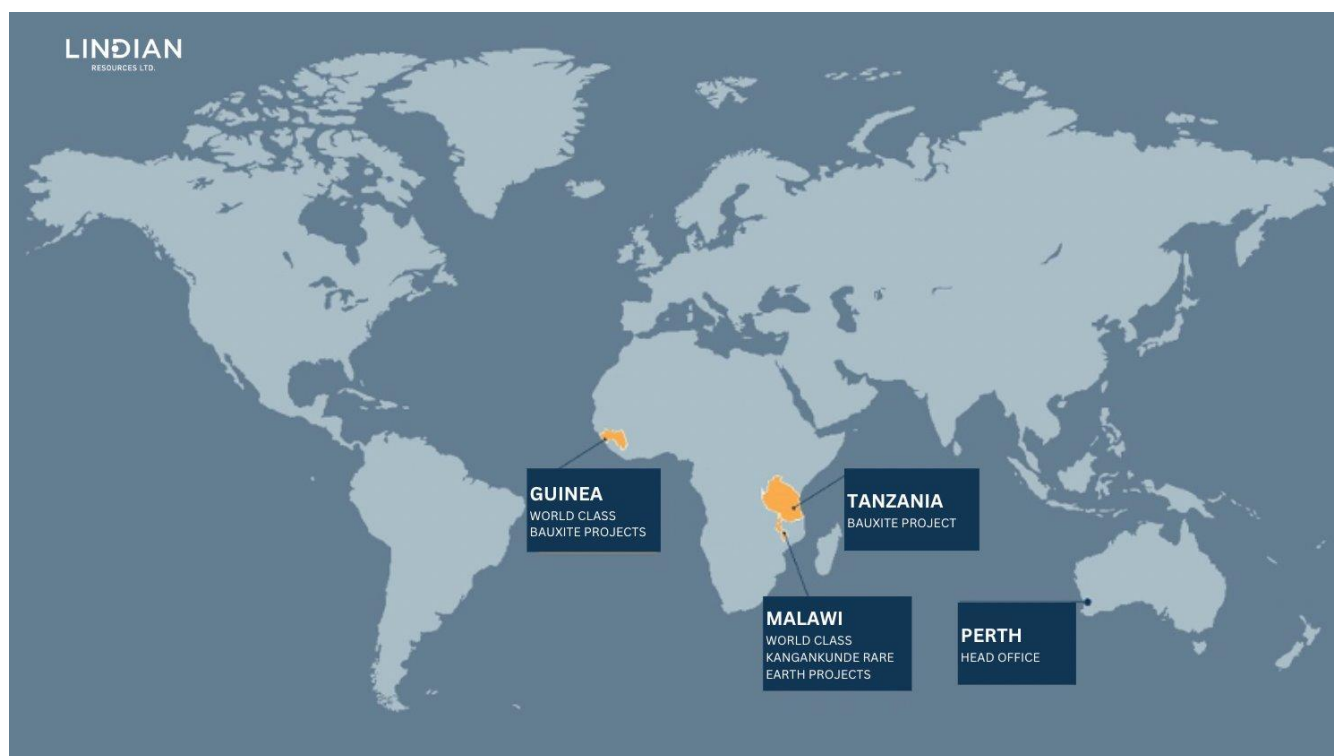 LINDIAN
RESOURCES LTD.
GUINEA
WORLD CLASS
BAUXITE PROJECTS
TANZANIA
BAUXITE PROJECT
MALAWI
WORLD CLASS
KANGANKUNDE RARE
EARTH PROJECTS
PERTH
HEAD OFFICE